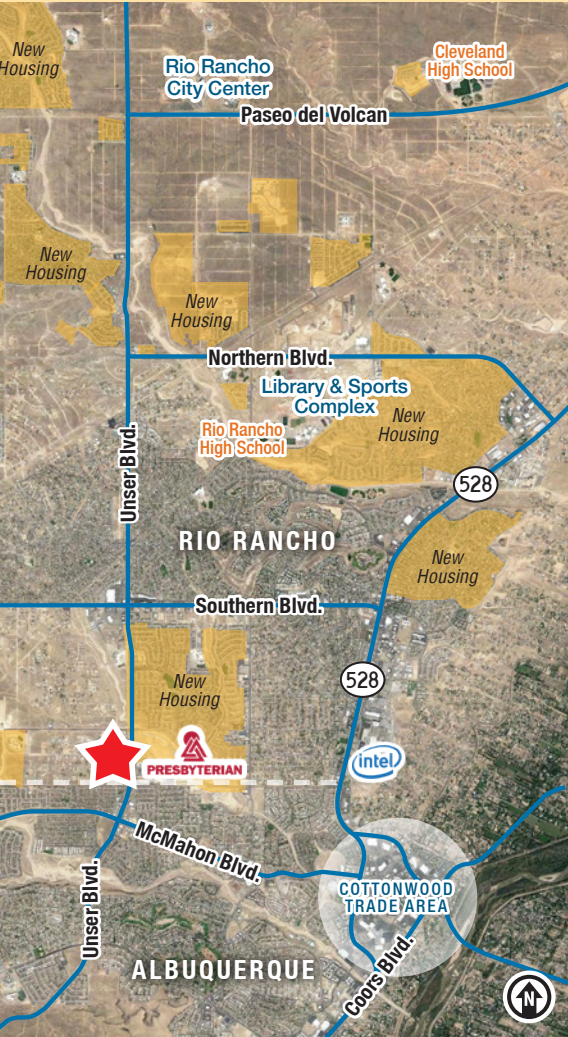 New
Housing
Cleveland
High School
Rio Rancho
City Center
Paseo del Volcan
New
Housing
New
Housing
Northern Blvd.
Library & Sports
Complex
New
Housing
Rio Rancho
High School
Unser Blvd.
528
RIO RANCHO
New
Housing
Southern Blvd.
New
Housing
528
PRESBYTERIAN
intel
McMahon Blvd.
COTTONWOOD
TRADE AREA
Unser Blvd.
ALBUQUERQUE
Coors Blvd.
N